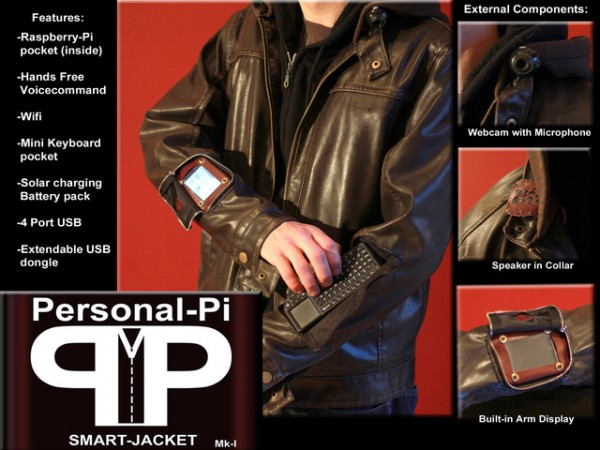 Features:
-Raspberry-Pi
pocket (inside)
-Hands Free
Voicecommand
-Wifi
-Mini Keyboard
pocket
-Solar charging
Battery pack
-4 Port USB
-Extendable USB
dongle
Personal-Pi
PP
SMART-JACKET
Mk-I
External Components:
Webcam with Microphone
Speaker in Collar
Built-in Arm Display